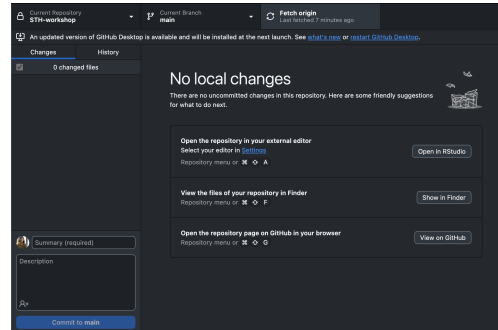 Current Repository
STH-workshop
Current Branch
main
Fetch origin
Last fetched 7 minutes ago
An updated version of GitHub Desktop is available and will be installed at the next launch. See what's new or restart GitHub Desktop.
Changes
History
0 changed files
No local changes
There are no uncommitted changes in this repository. Here are some friendly suggestions
for what to do next.
Open the repository in your external editor
Select your editor in Settings
Repository menu or ⌘ ⇧ A
Open in RStudio
View the files of your repository in Finder
Repository menu or ⌘ ⇧ F
Show in Finder
Open the repository page on GitHub in your browser
Repository menu or ⌘ ⇧ G
View on GitHub
Summary (required)
Description
Commit to main